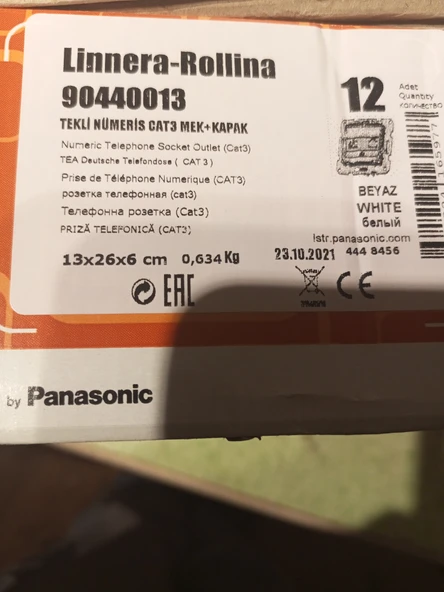 Linnera-Rollina
90440013
TEKLİ NÜMERİS CAT3 MEK+KAPAK
Numeric Telephone Socket Outlet (Cat3)
TEA Deutsche Telefondose ( CAT 3 )
Prise de Téléphone Numerique (CAT3)
розетка телефонная (cat3)
Телефонна розетка (Cat3)
PRIZĂ TELEFONICĂ (CAT3)
13x26x6 cm 0,634 Kg
12
Adet
Quantity
количество
BEYAZ
WHITE
белый
lstr.panasonic.com
23.10.2021 444 8456
EAC
CE
by Panasonic